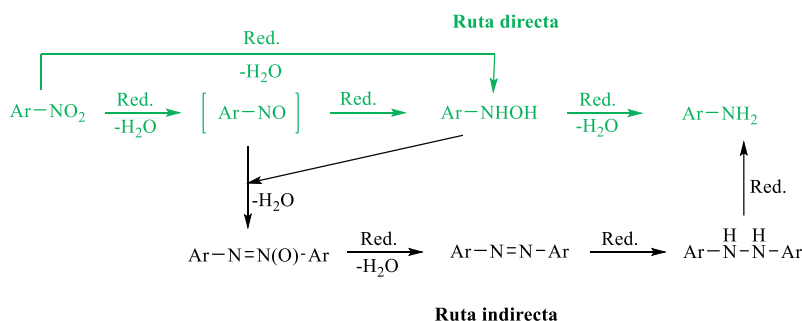 Ruta directa
Red.
-H2O
Ar-NO2
Red.
-H2O
[ Ar-NO ]
Red.
Ar-NHOH
Red.
-H2O
Ar-NH2
-H2O
Red.
Ar-N=N(O)-Ar
Red.
-H2O
Ar-N=N-Ar
Red.
H H
Ar-N-N-Ar
Ruta indirecta